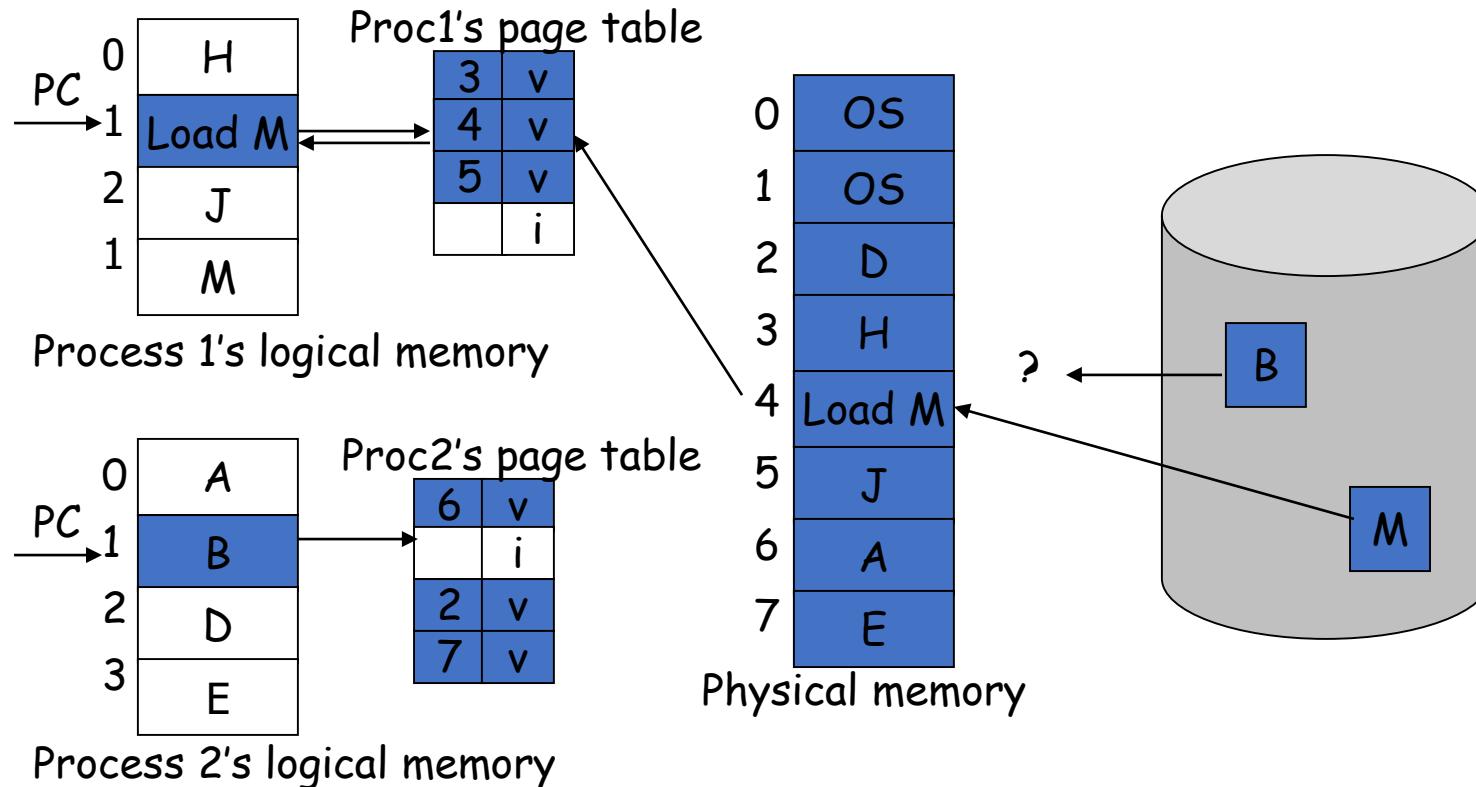 Proc1's page table
0 H
PC
1 Load M
2 J
1 M
3 v
4 v
5 v
i
Process 1's logical memory
Proc2's page table
0 A
PC
1 B
2 D
3 E
6 v
i
2 v
7 v
Process 2's logical memory
0 OS
1 OS
2 D
3 H
4 Load M
5 J
6 A
7 E
Physical memory
?
B
M